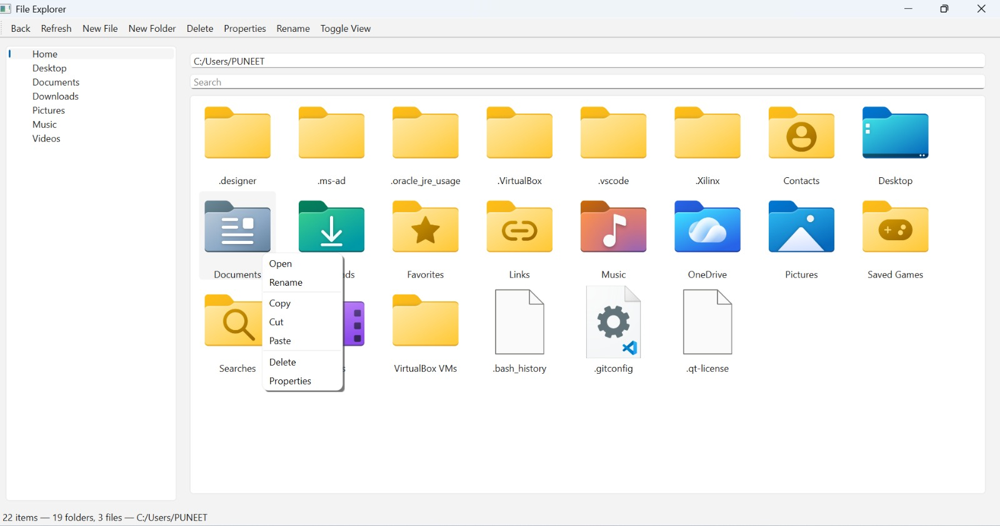 File Explorer
Back Refresh New File New Folder Delete Properties Rename Toggle View
Home
Desktop
Documents
Downloads
Pictures
Music
Videos
C:/Users/PUNEET
Search
.designer .ms-ad .oracle_jre_usage .VirtualBox .vscode .Xilinx Contacts Desktop
Documents Favorites Links Music OneDrive Pictures Saved Games
Searches VirtualBox VMs .bash_history .gitconfig .qt-license
Open
Rename
Copy
Cut
Paste
Delete
Properties
22 items — 19 folders, 3 files — C:/Users/PUNEET